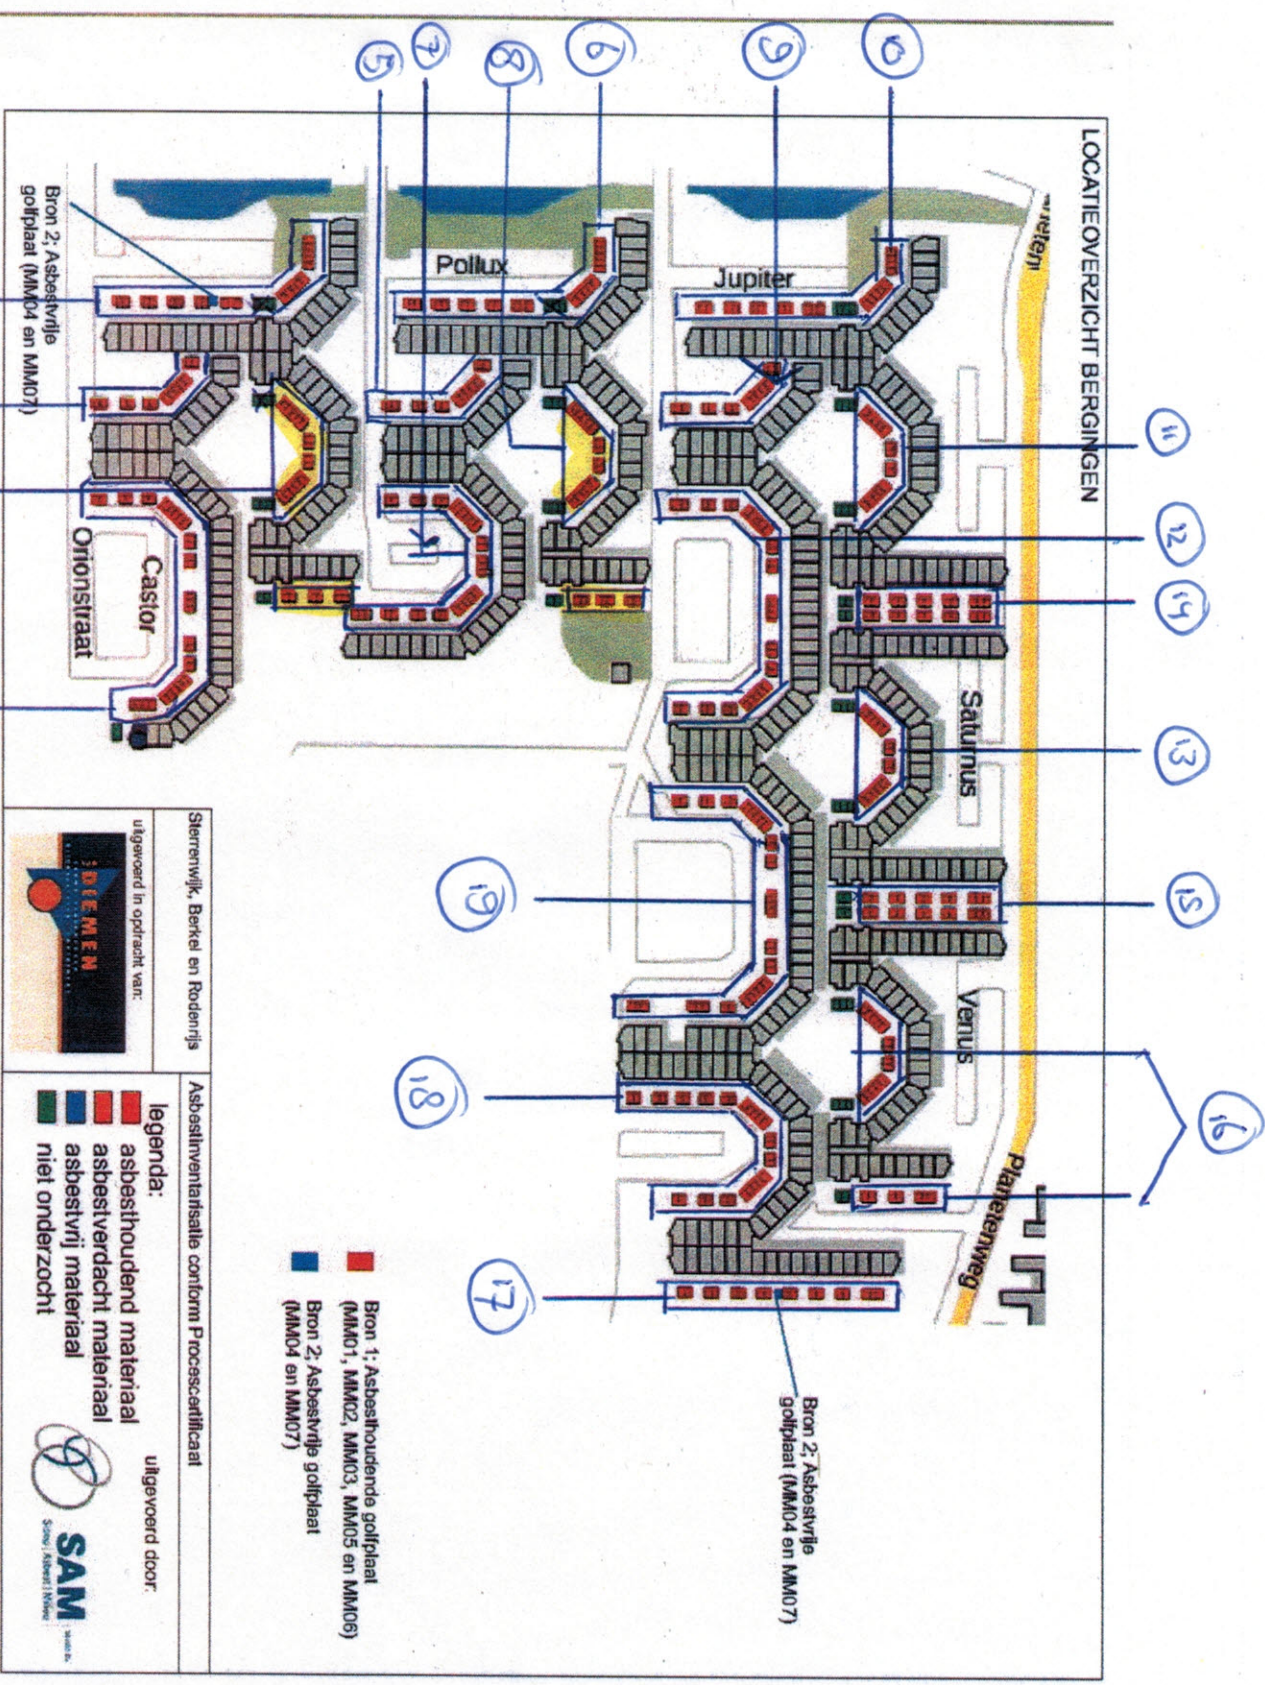 LOCATIEOVERZICHT BERGINGEN
10
9
6
8
7
5
11
12
14
13
15
16
19
18
17
Jupiter
Pollux
Saturnus
Venus
Planetenweg
Castor
Orionstraat
Bron 2; Asbestvrije
golfplaat (MM04 en MM07)
Bron 2; Asbestvrije
golfplaat (MM04 en MM07)
Bron 1; Asbesthoudende golfplaat
(MM01, MM02, MM03, MM05 en MM06)
Bron 2; Asbestvrije golfplaat
(MM04 en MM07)
Sterrenwijk, Berkel en Rodenrijs
uitgevoerd in opdracht van:
DIEMEN
Asbestinventarisatie conform Procescertificaat
legenda:
asbesthoudend materiaal
asbestverdacht materiaal
asbestvrij materiaal
niet onderzocht
uitgevoerd door:
SAM